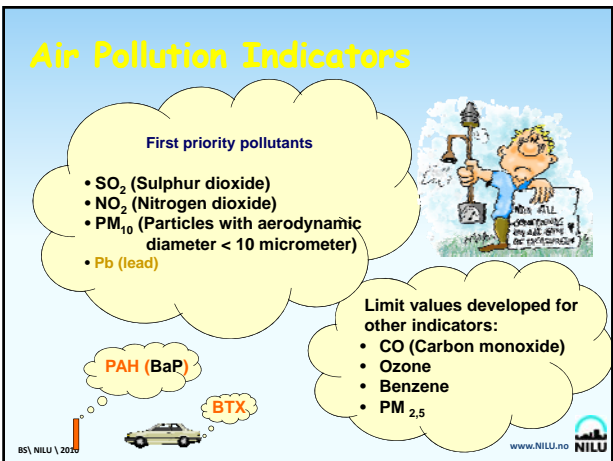 Air Pollution Indicators
First priority pollutants
• SO₂ (Sulphur dioxide)
• NO₂ (Nitrogen dioxide)
• PM₁₀ (Particles with aerodynamic
diameter < 10 micrometer)
• Pb (lead)
Limit values developed for
other indicators:
• CO (Carbon monoxide)
• Ozone
• Benzene
• PM ₂,₅
PAH (BaP)
BTX
BS\ NILU \ 2010
www.NILU.no NILU